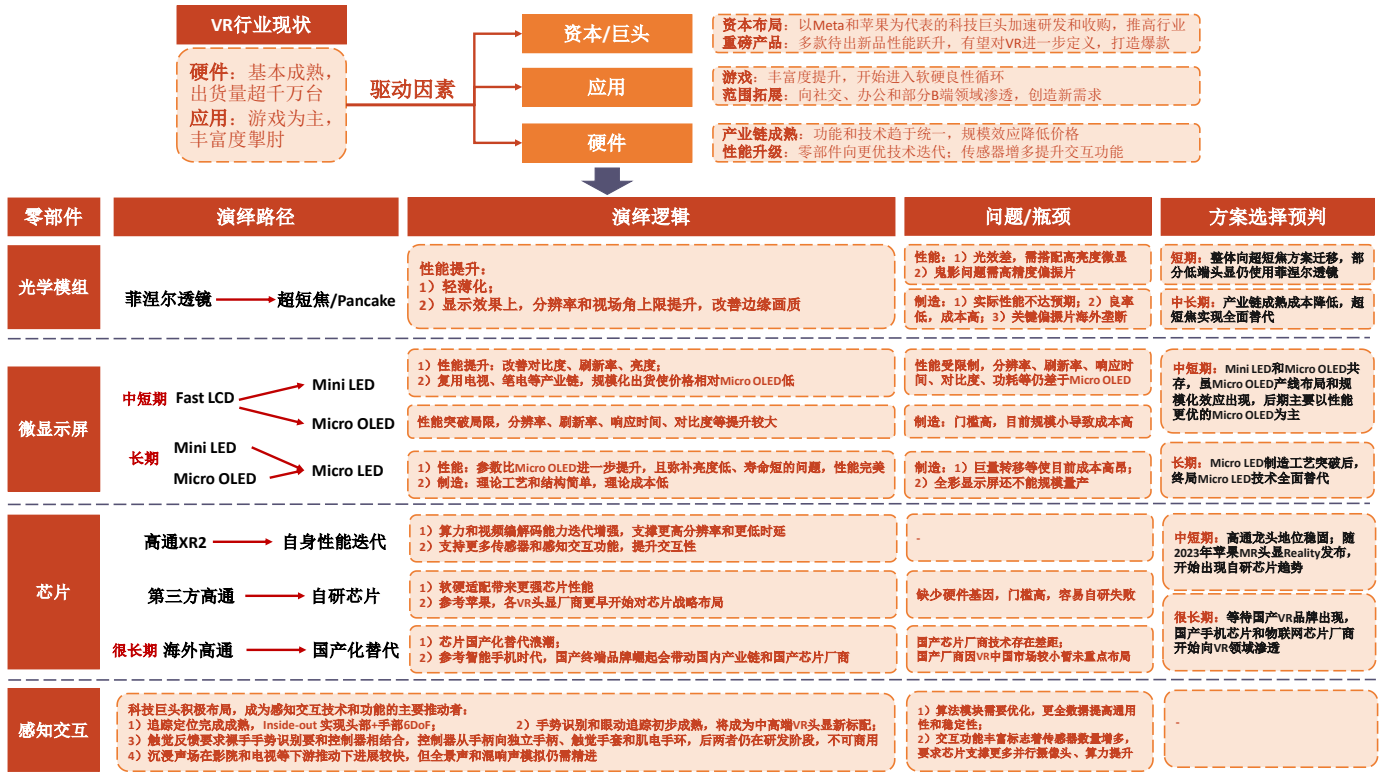 VR行业现状
硬件：基本成熟，
出货量超千万台
应用：游戏为主，
丰富度掣肘
驱动因素
资本/巨头
资本布局：以Meta和苹果为代表的科技巨头加速研发和收购，推高行业
重磅产品：多款待出新品性能跃升，有望对VR进一步定义，打造爆款
应用
游戏：丰富度提升，开始进入软硬良性循环
范围拓展：向社交、办公和部分B端领域渗透，创造新需求
硬件
产业链成熟：功能和技术趋于统一，规模效应降低价格
性能升级：零部件向更优技术迭代；传感器增多提升交互功能
零部件
演绎路径
演绎逻辑
问题/瓶颈
方案选择预判
光学模组
菲涅尔透镜
超短焦/Pancake
性能提升：
1）轻薄化；
2）显示效果上，分辨率和视场角上限提升，改善边缘画质
性能：1）光效差，需搭配高亮度微显
2）鬼影问题需高精度偏振片
制造：1）实际性能不达预期；2）良率
低，成本高；3）关键偏振片海外垄断
短期：整体向超短焦方案迁移，部
分低端头显仍使用菲涅尔透镜
中长期：产业链成熟成本降低，超
短焦实现全面替代
微显示屏
中短期 Fast LCD
Mini LED
Micro OLED
长期
Mini LED
Micro OLED
Micro LED
1）性能提升：改善对比度、刷新率、亮度；
2）复用电视、笔电等产业链，规模化出货使价格相对Micro OLED低
性能突破局限，分辨率、刷新率、响应时间、对比度等提升较大
1）性能：参数比Micro OLED进一步提升，且弥补亮度低、寿命短的问题，性能完美
2）制造：理论工艺和结构简单，理论成本低
性能受限制，分辨率、刷新率、响应时
间、对比度、功耗等仍差于Micro OLED
制造：门槛高，目前规模小导致成本高
制造：1）巨量转移等使目前成本高昂；
2）全彩显示屏还不能规模量产
中短期：Mini LED和Micro OLED共
存，虽Micro OLED产线布局和规
模化效应出现，后期主要以性能
更优的Micro OLED为主
长期：Micro LED制造工艺突破后，
终局Micro LED技术全面替代
芯片
高通XR2
自身性能迭代
1）算力和视频编解码能力迭代增强，支撑更高分辨率和更低时延
2）支持更多传感器和感知交互功能，提升交互性
-
第三方高通
自研芯片
1）软硬适配带来更强芯片性能
2）参考苹果，各VR头显厂商更早开始对芯片战略布局
缺少硬件基因，门槛高，容易自研失败
很长期 海外高通
国产化替代
1）芯片国产化替代浪潮；
2）参考智能手机时代，国产终端品牌崛起会带动国内产业链和国产芯片厂商
国产芯片厂商技术存在差距；
国产厂商因VR中国市场较小暂未重点布局
中短期：高通龙头地位稳固；随
2023年苹果MR头显Reality发布，
开始出现自研芯片趋势
很长期：等待国产VR品牌出现，
国产手机芯片和物联网芯片厂商
开始向VR领域渗透
感知交互
科技巨头积极布局，成为感知交互技术和功能的主要推动者：
1）追踪定位完成成熟，Inside-out 实现头部+手部6DoF； 2）手势识别和眼动追踪初步成熟，将成为中高端VR头显新标配；
3）触觉反馈要求裸手手势识别要和控制器相结合，控制器从手柄向独立手柄、触觉手套和肌电手环，后两者仍在研发阶段，不可商用
4）沉浸声场在影院和电视等下游推动下进展较快，但全景声和混响声模拟仍需精进
1）算法模块需要优化，更全数据提高通用
性和稳定性；
2）交互功能丰富标志着传感器数量增多，
要求芯片支撑更多并行摄像头、算力提升
-